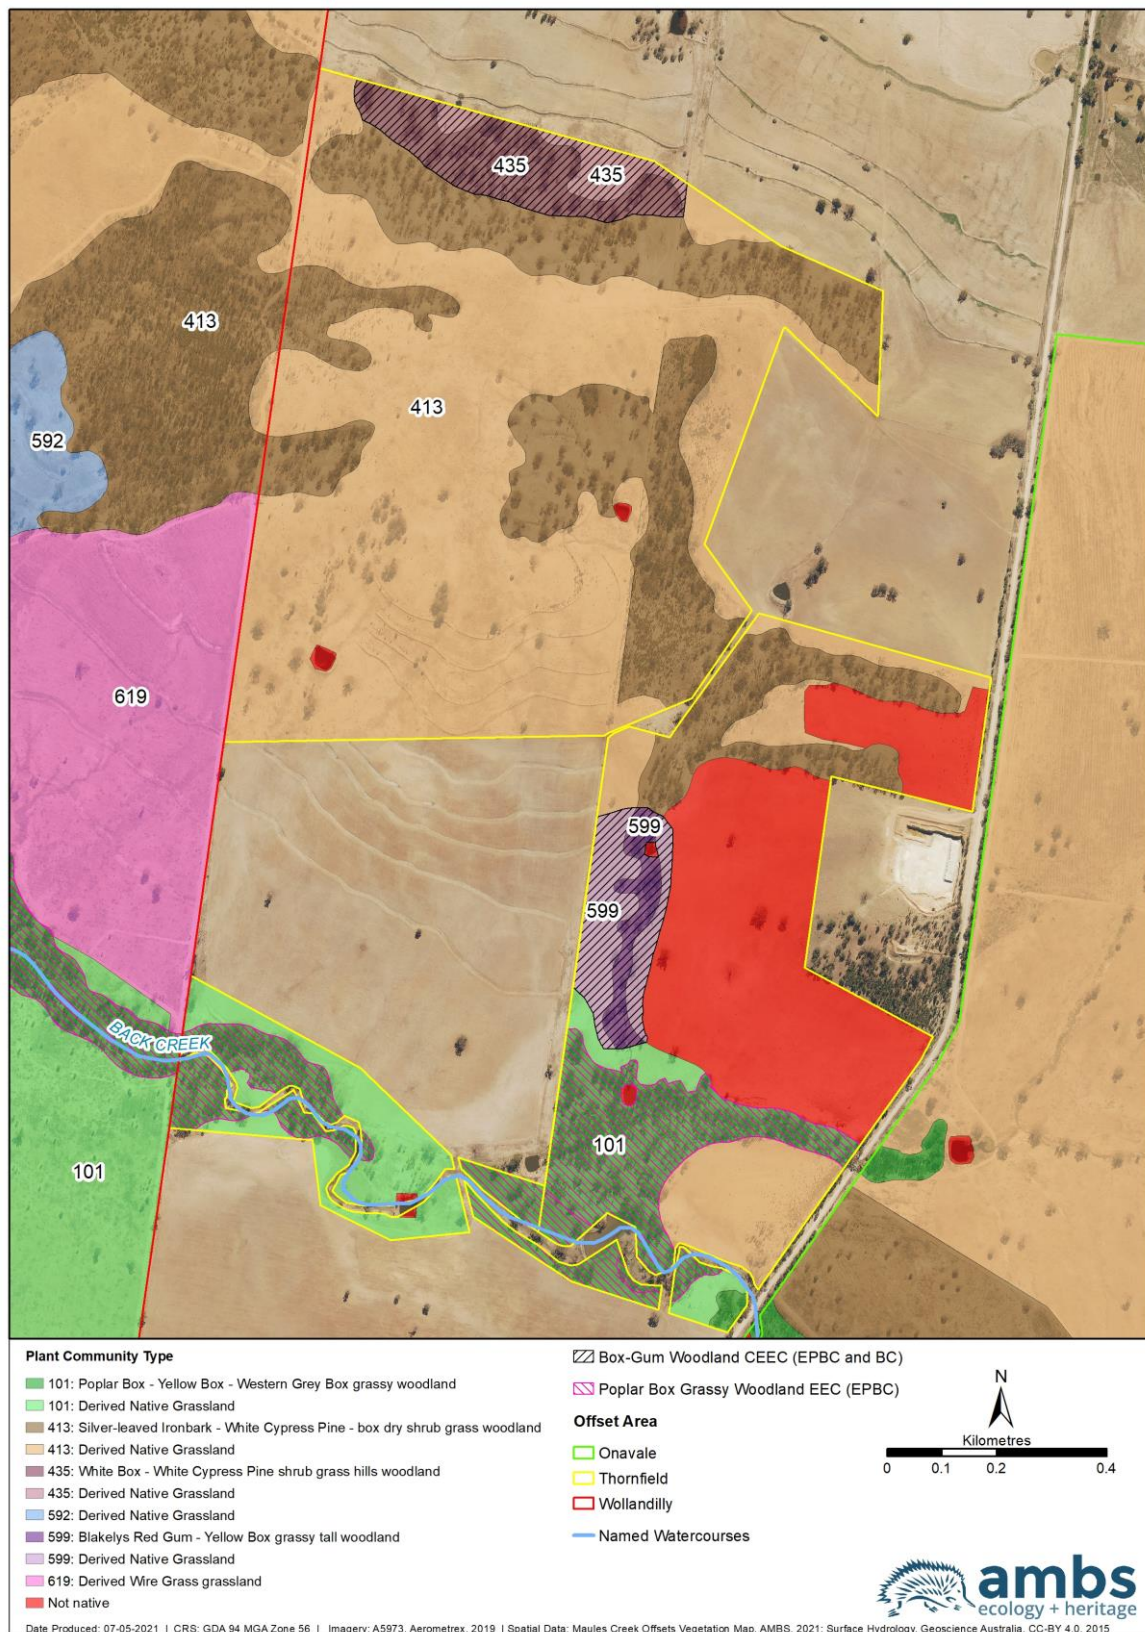 435
435
413
413
592
619
599
599
BACK CREEK
101
101
Plant Community Type
101: Poplar Box - Yellow Box - Western Grey Box grassy woodland
101: Derived Native Grassland
413: Silver-leaved Ironbark - White Cypress Pine - box dry shrub grass woodland
413: Derived Native Grassland
435: White Box - White Cypress Pine shrub grass hills woodland
435: Derived Native Grassland
592: Derived Native Grassland
599: Blakelys Red Gum - Yellow Box grassy tall woodland
599: Derived Native Grassland
619: Derived Wire Grass grassland
Not native
Box-Gum Woodland CEEC (EPBC and BC)
Poplar Box Grassy Woodland EEC (EPBC)
Offset Area
Onavale
Thornfield
Wollandilly
Named Watercourses
N
Kilometres
0 0.1 0.2 0.4
ambs
ecology + heritage
Date Produced: 07-05-2021 | CRS: GDA 94 MGA Zone 56 | Imagery: A5973, Aerometrex, 2019 | Spatial Data: Maules Creek Offsets Vegetation Map, AMBS, 2021; Surface Hydrology, Geoscience Australia, CC-BY 4.0, 2015